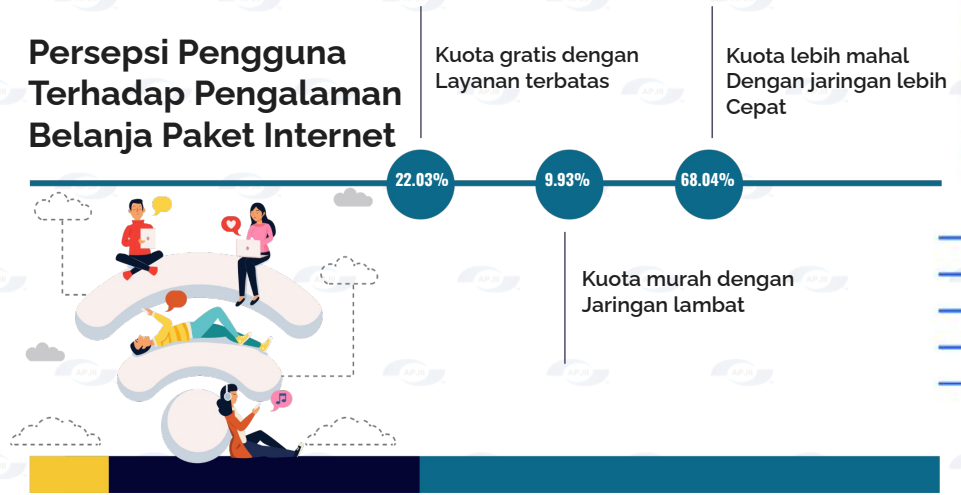 Persepsi Pengguna
Terhadap Pengalaman
Belanja Paket Internet
Kuota gratis dengan
Layanan terbatas
Kuota lebih mahal
Dengan jaringan lebih
Cepat
22.03%
9.93%
68.04%
Kuota murah dengan
Jaringan lambat